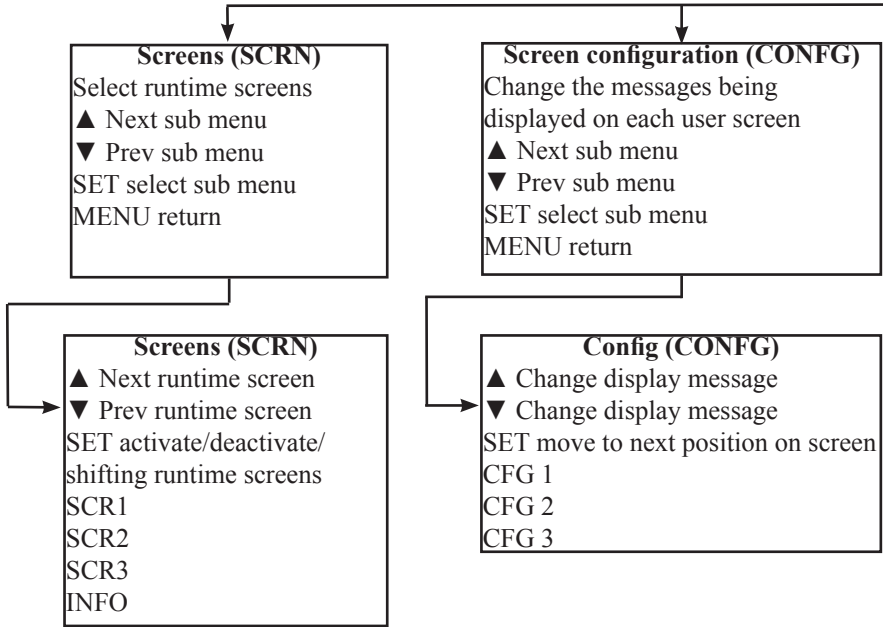 Screens (SCRN)
Select runtime screens
▲ Next sub menu
▼ Prev sub menu
SET select sub menu
MENU return
Screen configuration (CONFG)
Change the messages being
displayed on each user screen
▲ Next sub menu
▼ Prev sub menu
SET select sub menu
MENU return
Screens (SCRN)
▲ Next runtime screen
▼ Prev runtime screen
SET activate/deactivate/
shifting runtime screens
SCR1
SCR2
SCR3
INFO
Config (CONFG)
▲ Change display message
▼ Change display message
SET move to next position on screen
CFG 1
CFG 2
CFG 3